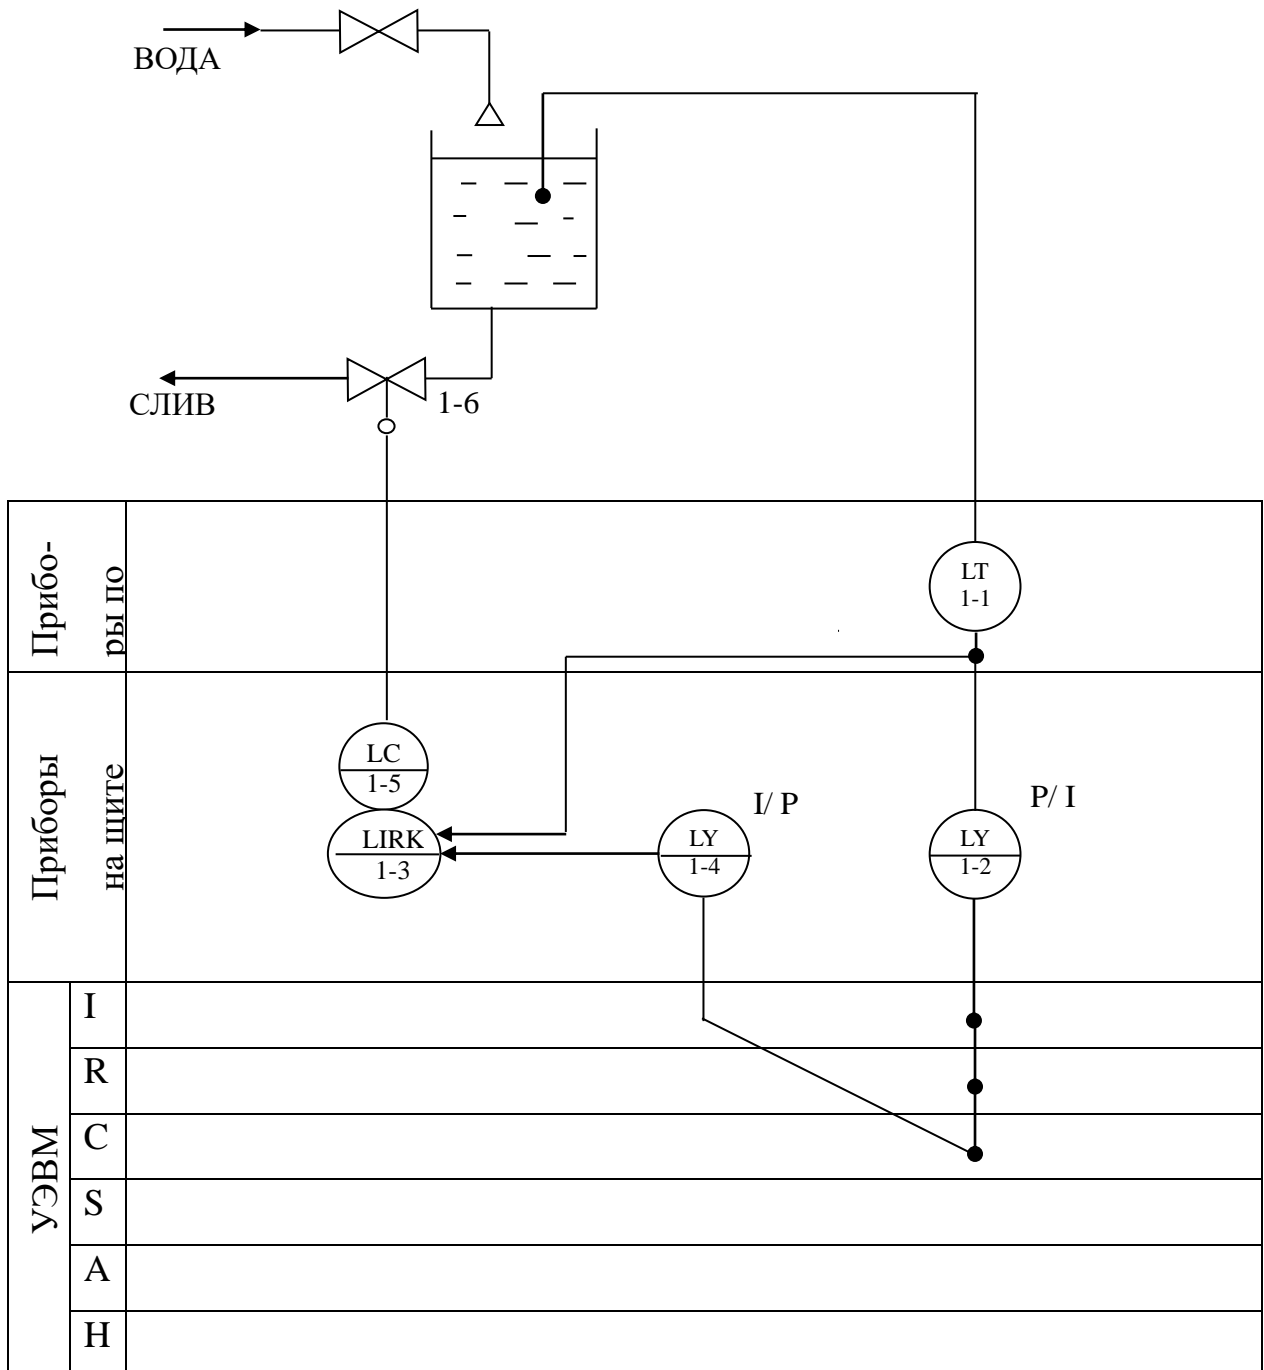 ВОДА
СЛИВ
1-6
Прибо-
ры по
LT
1-1
Приборы
на щите
LC
1-5
LIRK
1-3
I/ P
LY
1-4
P/ I
LY
1-2
УЭВМ
I
R
C
S
A
H